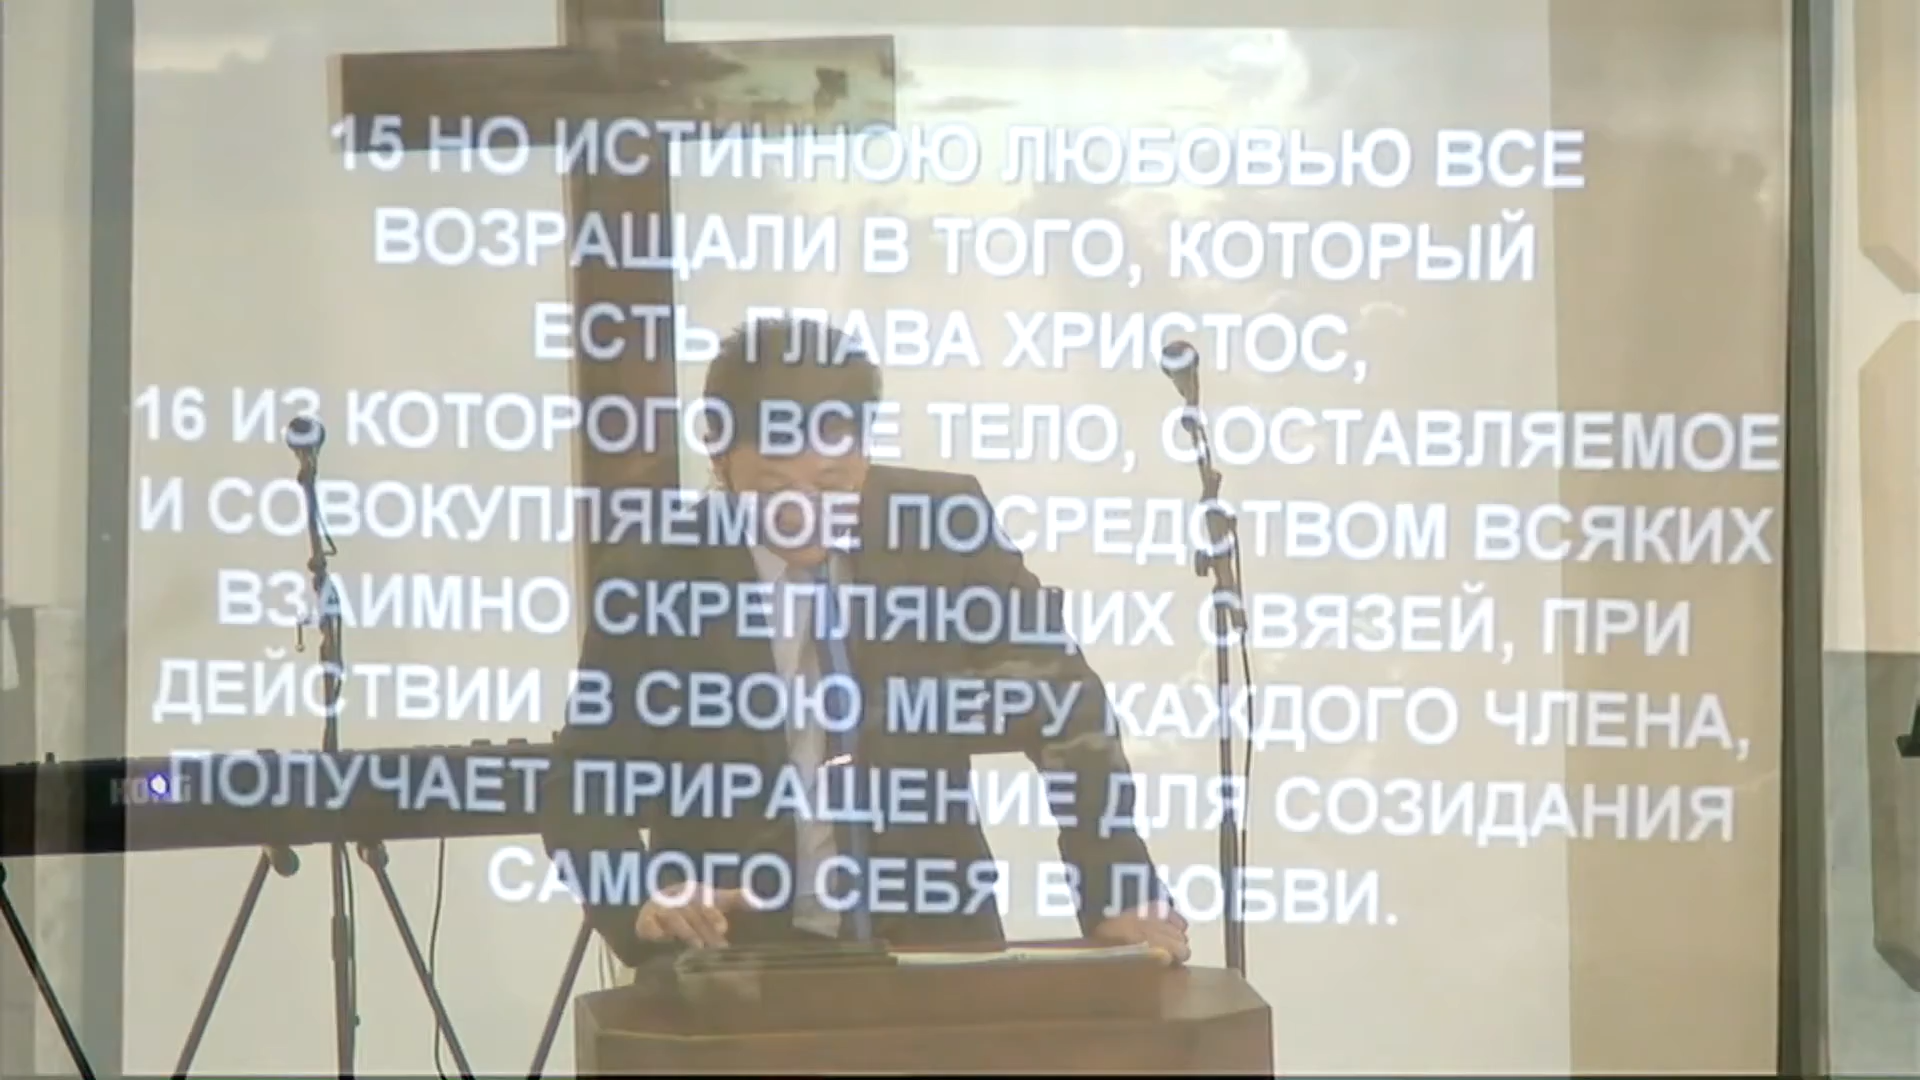 15 НО ИСТИННОЮ ЛЮБОВЬЮ ВСЕ
ВОЗРАЩАЛИ В ТОГО, КОТОРЫЙ
ЕСТЬ ГЛАВА ХРИСТОС,
16 ИЗ КОТОРОГО ВСЕ ТЕЛО, СОСТАВЛЯЕМОЕ
И СОВОКУПЛЯЕМОЕ ПОСРЕДСТВОМ ВСЯКИХ
ВЗАИМНО СКРЕПЛЯЮЩИХ СВЯЗЕЙ, ПРИ
ДЕЙСТВИИ В СВОЮ МЕРУ КАЖДОГО ЧЛЕНА,
ПОЛУЧАЕТ ПРИРАЩЕНИЕ ДЛЯ СОЗИДАНИЯ
САМОГО СЕБЯ В ЛЮБВИ.
KORG